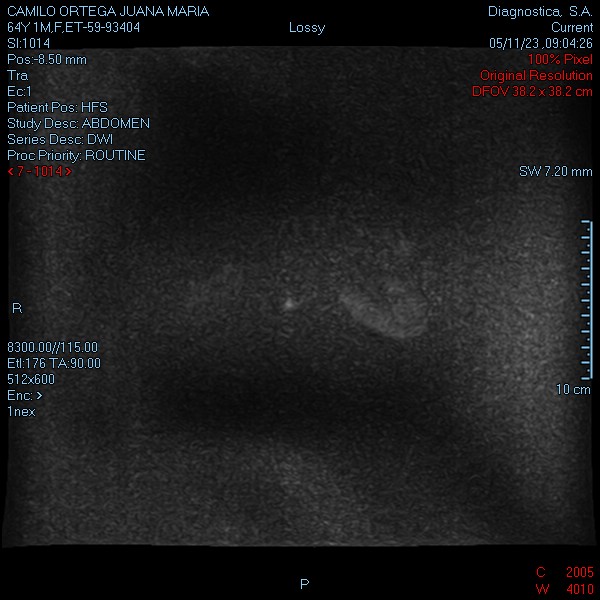 CAMILO ORTEGA JUANA MARIA
64Y 1M,F,ET-59-93404
SI:1014
Pos:-8.50 mm
Tra
Ec:1
Patient Pos: HFS
Study Desc: ABDOMEN
Series Desc: DWI
Proc Priority: ROUTINE
< 7 - 1014 >
Lossy
Diagnostica, S.A.
Current
05/11/23 ,09:04:26
100% Pixel
Original Resolution
DFOV 38.2 x 38.2 cm
SW 7.20 mm
R
8300.00//115.00
Etl:176 TA:90.00
512x600
Enc: >
1nex
10 cm
P
C 2005
W 4010